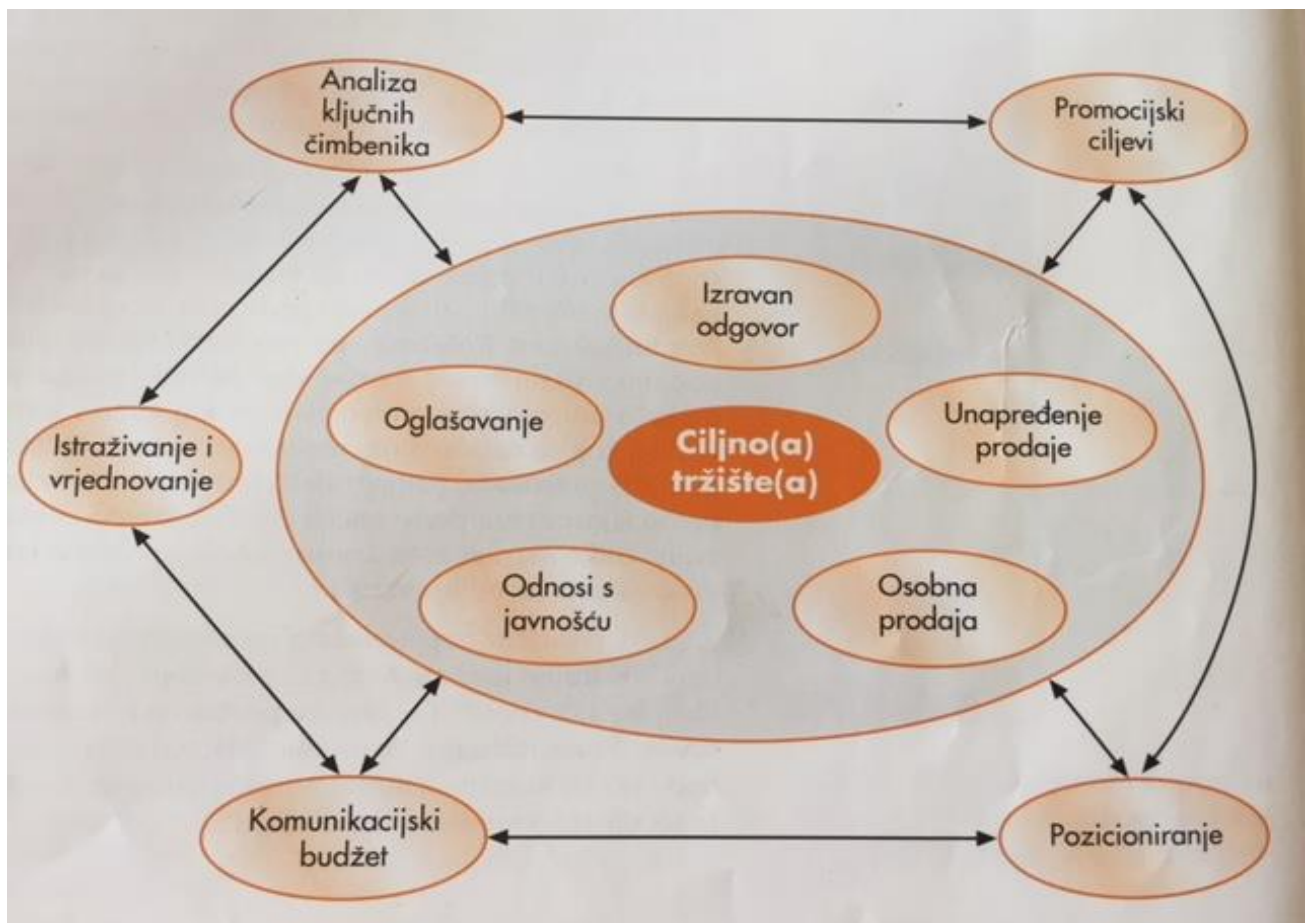 Analiza
ključnih
čimbenika
Promocijski
ciljevi
Izravan
odgovor
Oglašavanje
Unapređenje
prodaje
Ciljno(a)
tržište(a)
Istraživanje i
vrjednovanje
Odnosi s
javnošću
Osobna
prodaja
Komunikacijski
budžet
Pozicioniranje